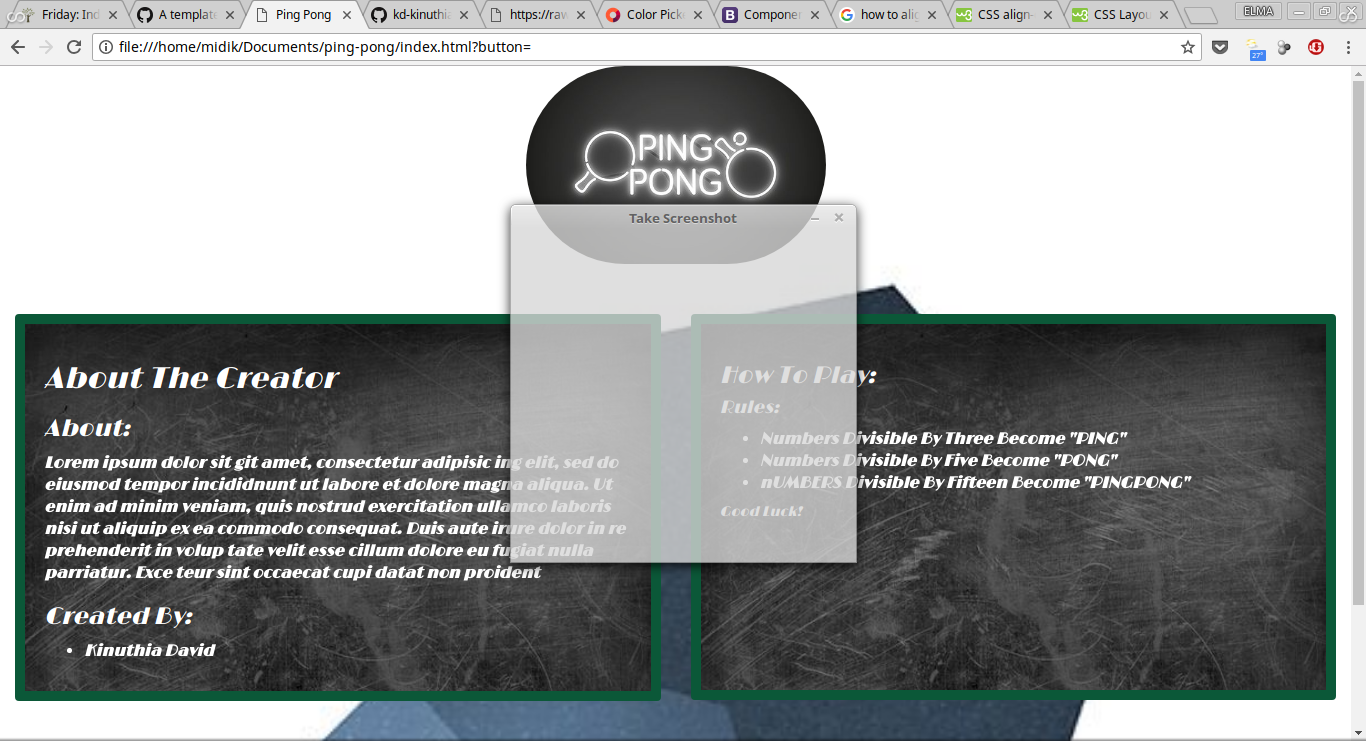 Friday: Ind
A template
Ping Pong
kd-kinuthia
https://raw
Color Picke
Componen
how to alig
CSS align-
CSS Layou
ELMA
file:///home/midik/Documents/ping-pong/index.html?button=
27°
PING
PONG
Take Screenshot
About The Creator
About:
Lorem ipsum dolor sit git amet, consectetur adipisic ing elit, sed do
eiusmod tempor incididnunt ut labore et dolore magna aliqua. Ut
enim ad minim veniam, quis nostrud exercitation ullamco laboris
nisi ut aliquip ex ea commodo consequat. Duis aute irure dolor in re
prehenderit in volup tate velit esse cillum dolore eu fugiat nulla
parriatur. Exce teur sint occaecat cupi datat non proident
Created By:
• Kinuthia David
How To Play:
Rules:
• Numbers Divisible By Three Become "PING"
• Numbers Divisible By Five Become "PONG"
• nUMBERS Divisible By Fifteen Become "PINGPONG"
Good Luck!